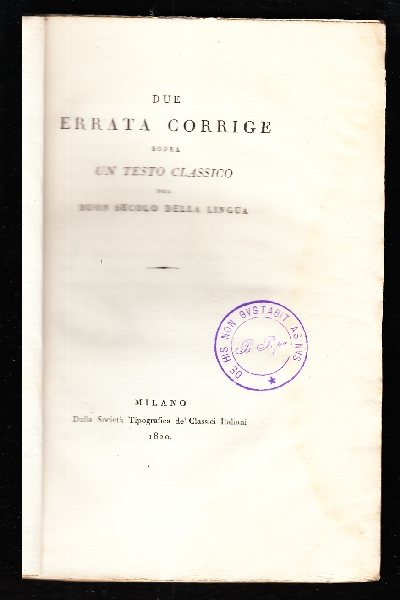 DUE
ERRATA CORRIGE
SOPRA
UN TESTO CLASSICO
DEL
BUON SECOLO DELLA LINGUA
DE HIS NON GVSTABIT ASINVS
MILANO
Dalla Società Tipografica de' Classici Italiani
1820.